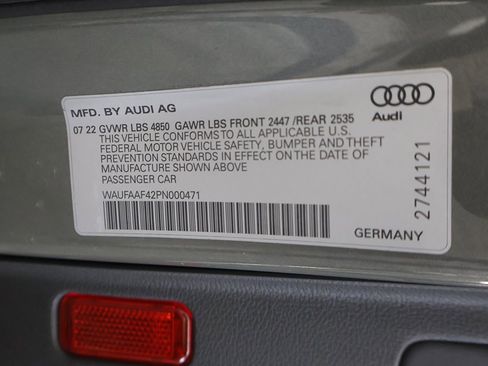 MFD. BY AUDI AG
07 22 GVWR LBS 4850 GAWR LBS FRONT 2447 /REAR 2535
THIS VEHICLE CONFORMS TO ALL APPLICABLE U.S.
FEDERAL MOTOR VEHICLE SAFETY, BUMPER AND THEFT
PREVENTION STANDARDS IN EFFECT ON THE DATE OF
MANUFACTURE SHOWN ABOVE
PASSENGER CAR
WAUFAAF42PN000471
Audi
27444121
GERMANY